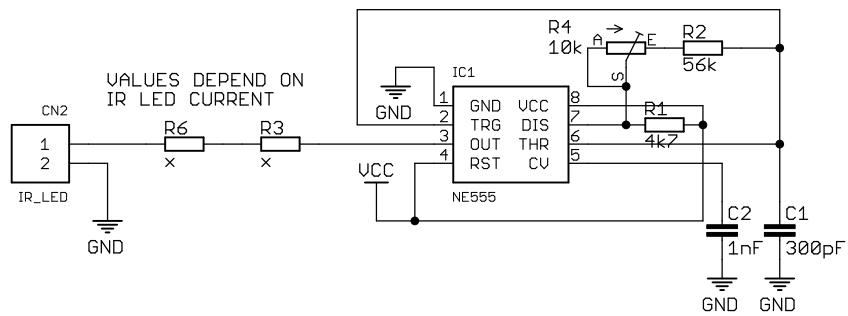 R4
10k
A
E
S
R2
56k
IC1
VALUES DEPEND ON
IR LED CURRENT
GND
CN2
1
2
IR_LED
GND
R6
x
R3
x
1
2
3
4
GND
TRG
OUT
RST
VCC
DIS
THR
CV
8
7
6
5
NE555
R1
4k7
VCC
C2
1nF
GND
C1
300pF
GND